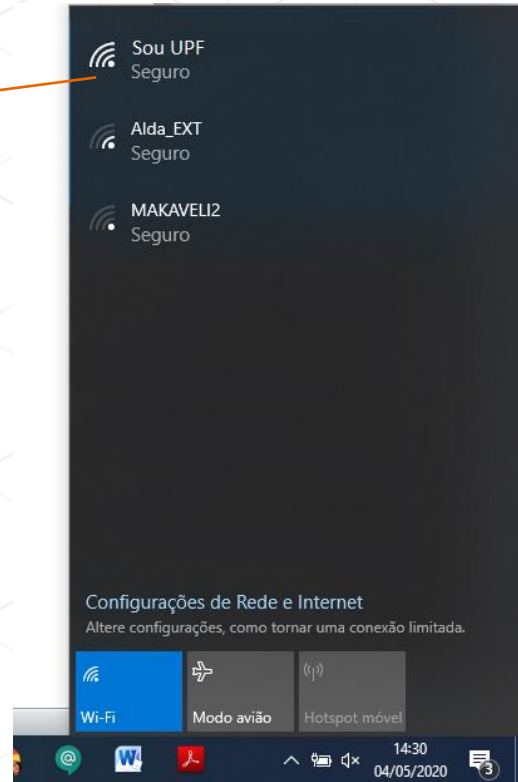 Sou UPF
Seguro
Alda_EXT
Seguro
MAKAVELI2
Seguro
Configurações de Rede e Internet
Altere configurações, como tornar uma conexão limitada.
Wi-Fi
Modo avião
Hotspot móvel
W
14:30
04/05/2020
3